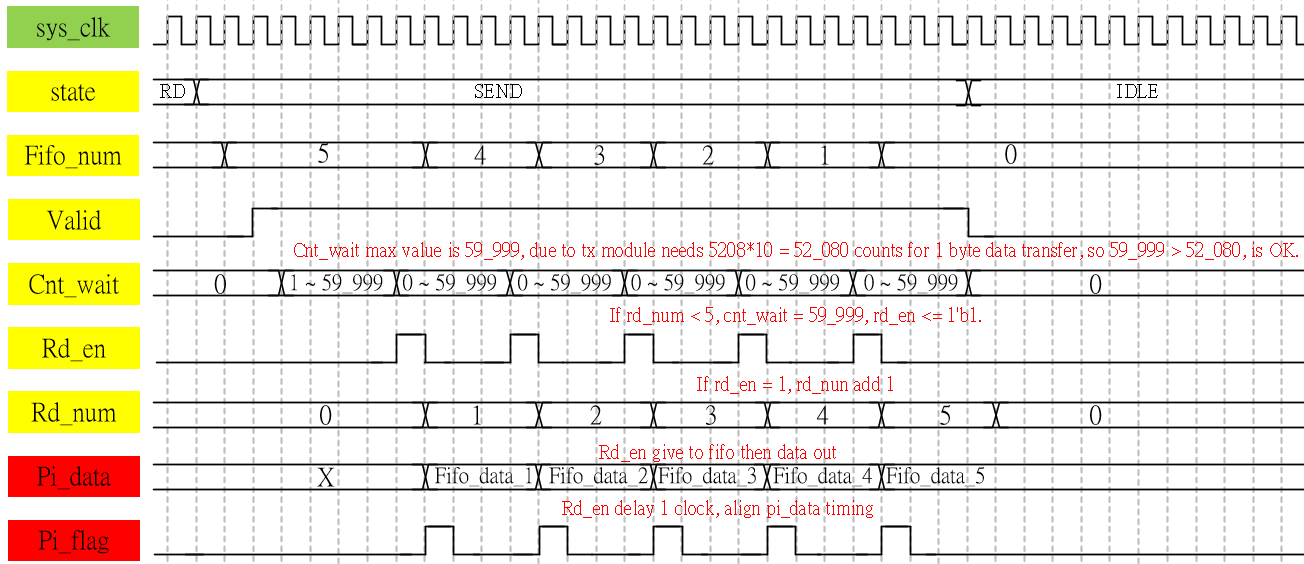 sys_clk
state RD SEND IDLE
Fifo_num 5 4 3 2 1 0
Valid
Cnt_wait max value is 59_999, due to tx module needs 5208*10 = 52_080 counts for 1 byte data transfer, so 59_999 > 52_080, is OK.
Cnt_wait 0 1 ~ 59_999 0 ~ 59_999 0 ~ 59_999 0 ~ 59_999 0 ~ 59_999 0 ~ 59_999 0
If rd_num < 5, cnt_wait = 59_999, rd_en <= 1'b1.
Rd_en
If rd_en = 1, rd_nun add 1
Rd_num 0 1 2 3 4 5 0
Rd_en give to fifo then data out
Pi_data X Fifo_data_1 Fifo_data_2 Fifo_data_3 Fifo_data_4 Fifo_data_5
Rd_en delay 1 clock, align pi_data timing
Pi_flag